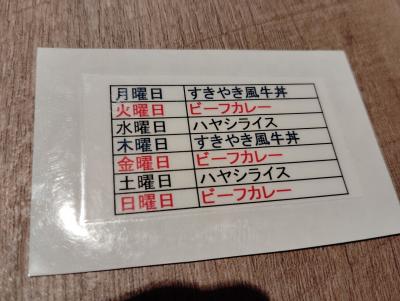 月曜日 すきやき風牛丼
火曜日 ビーフカレー
水曜日 ハヤシライス
木曜日 すきやき風牛丼
金曜日 ビーフカレー
土曜日 ハヤシライス
日曜日 ビーフカレー